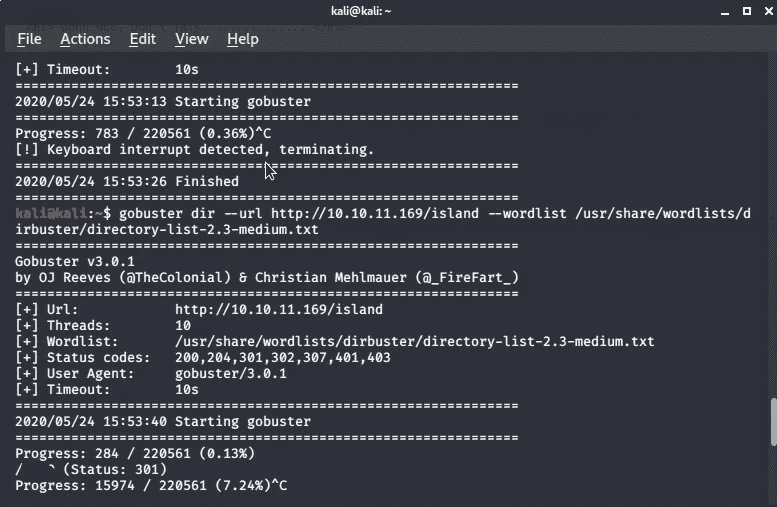 kali@kali: ~
File Actions Edit View Help
[+] Timeout: 10s
===============================================================
2020/05/24 15:53:13 Starting gobuster
===============================================================
Progress: 783 / 220561 (0.36%)^C
[!] Keyboard interrupt detected, terminating.
===============================================================
2020/05/24 15:53:26 Finished
===============================================================
kali@kali:~$ gobuster dir --url http://10.10.11.169/island --wordlist /usr/share/wordlists/d
irbuster/directory-list-2.3-medium.txt
===============================================================
Gobuster v3.0.1
by OJ Reeves (@TheColonial) & Christian Mehlmauer (@_FireFart_)
===============================================================
[+] Url: http://10.10.11.169/island
[+] Threads: 10
[+] Wordlist: /usr/share/wordlists/dirbuster/directory-list-2.3-medium.txt
[+] Status codes: 200,204,301,302,307,401,403
[+] User Agent: gobuster/3.0.1
[+] Timeout: 10s
===============================================================
2020/05/24 15:53:40 Starting gobuster
===============================================================
Progress: 284 / 220561 (0.13%)
/ (Status: 301)
Progress: 15974 / 220561 (7.24%)^C